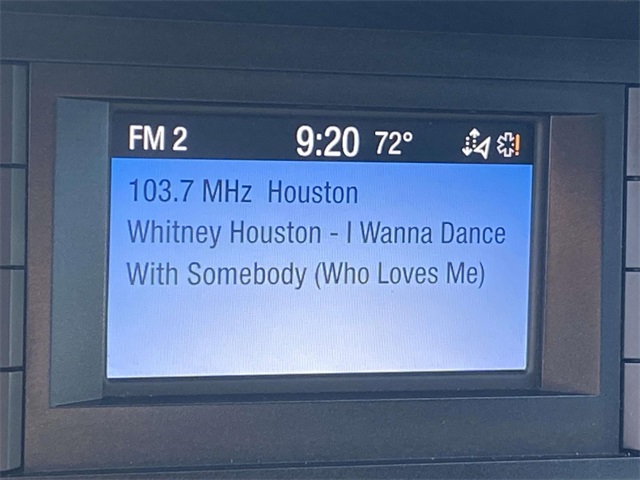 FM 2 9:20 72°
103.7 MHz Houston
Whitney Houston - I Wanna Dance
With Somebody (Who Loves Me)